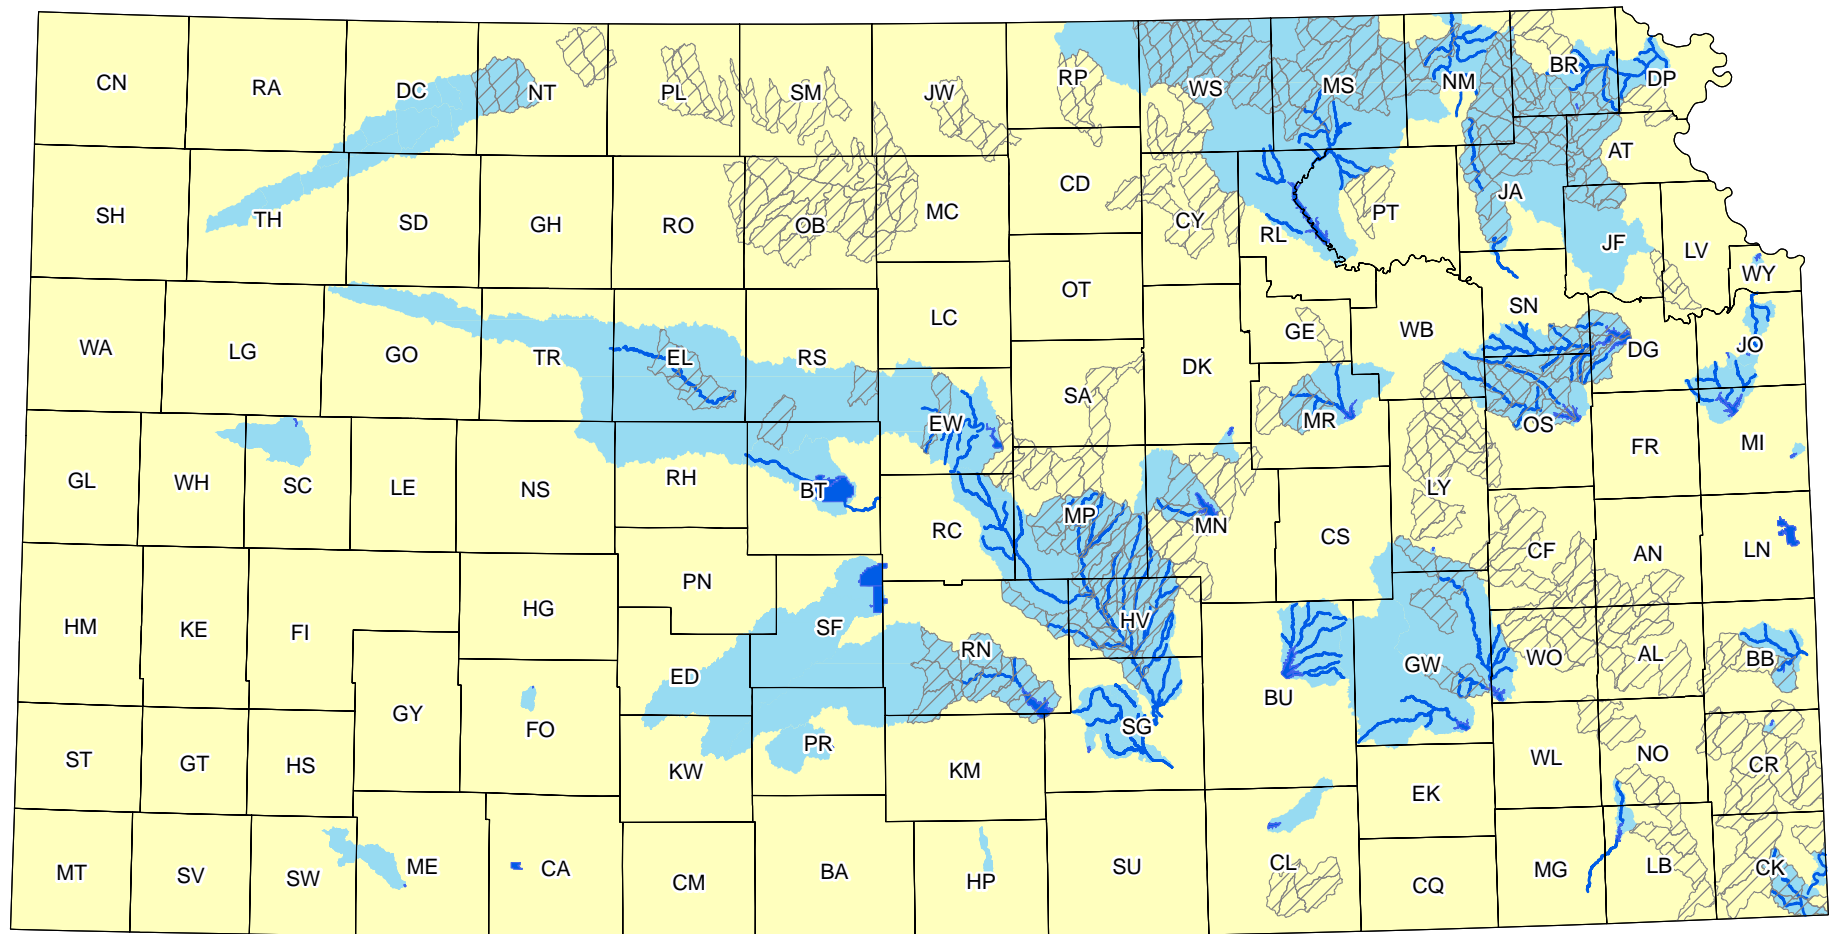 CN RA DC NT PL SM JW RP WS MS NM BR DP
SH TH SD GH RO OB MC CD CY RL PT JA AT
JF LV WY
WA LG GO TR EL RS LC OT SA DK GE WB SN DG JO
GL WH SC LE NS RH BT EW RC MP MN MR CS LY OS FR MI
HM KE FI HG PN SF RN HV BU GW CF AN LN
GY ED WO AL BB
ST GT HS FO KW PR KM SG EK WL NO CR
MT SV SW ME CA CM BA HP SU CL CQ MG LB CK